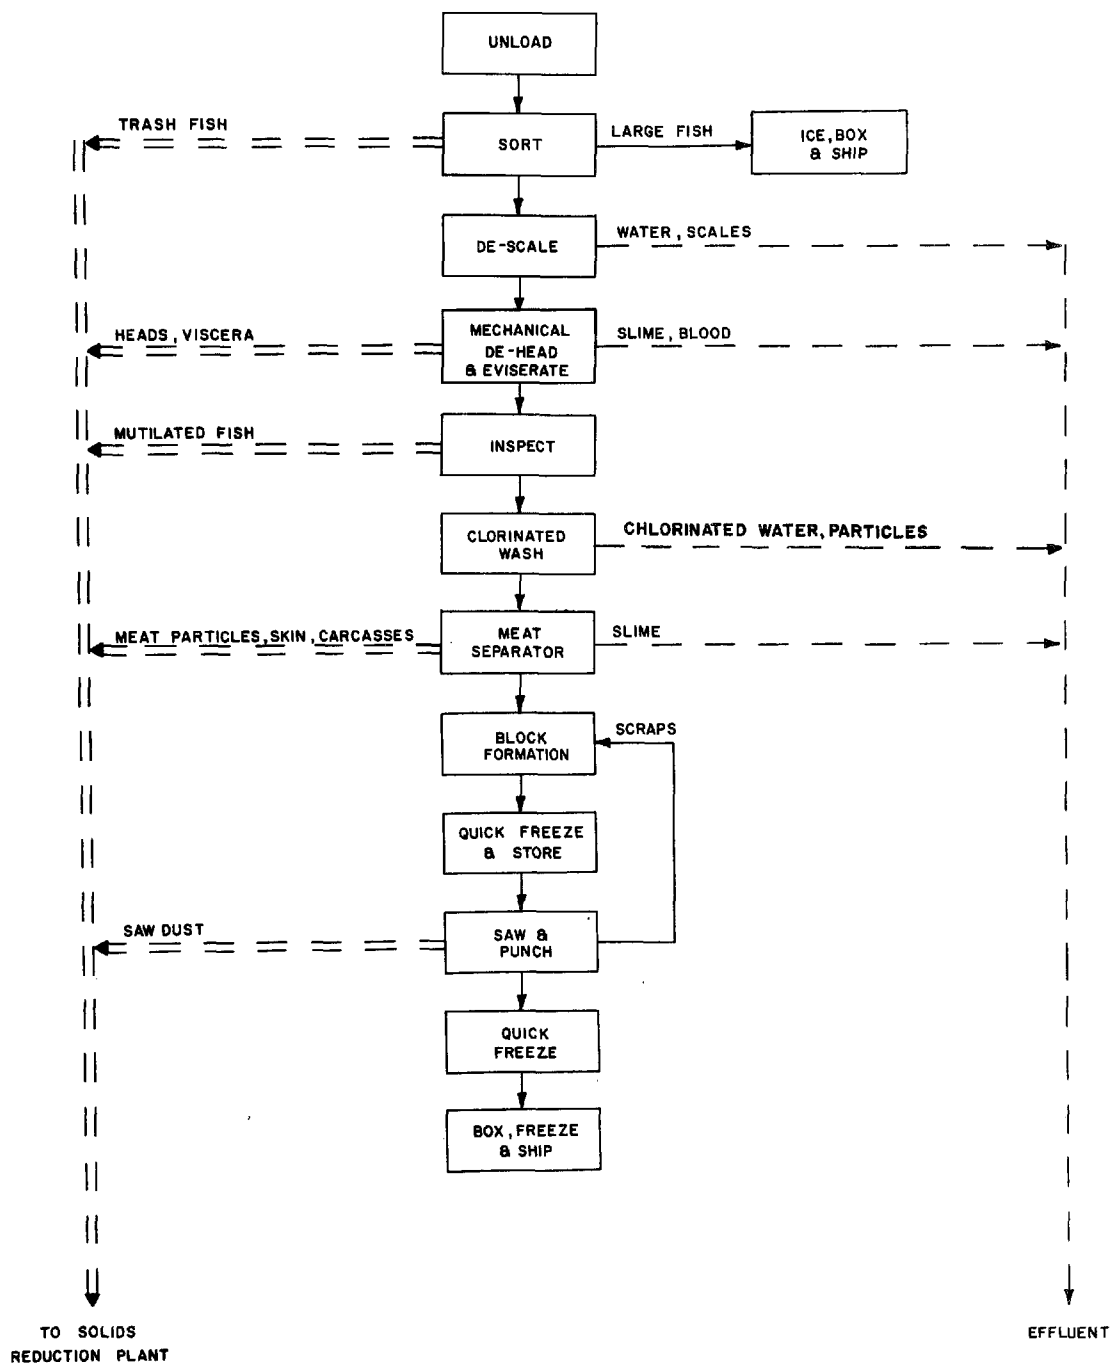 UNLOAD
TRASH FISH
SORT
LARGE FISH
ICE, BOX
& SHIP
DE-SCALE
WATER, SCALES
HEADS, VISCERA
MECHANICAL
DE-HEAD
& EVISERATE
SLIME, BLOOD
MUTILATED FISH
INSPECT
CLORINATED
WASH
CHLORINATED WATER, PARTICLES
MEAT PARTICLES, SKIN, CARCASSES
MEAT
SEPARATOR
SLIME
BLOCK
FORMATION
SCRAPS
QUICK FREEZE
& STORE
SAW DUST
SAW &
PUNCH
QUICK
FREEZE
BOX, FREEZE
& SHIP
TO SOLIDS
REDUCTION PLANT
EFFLUENT